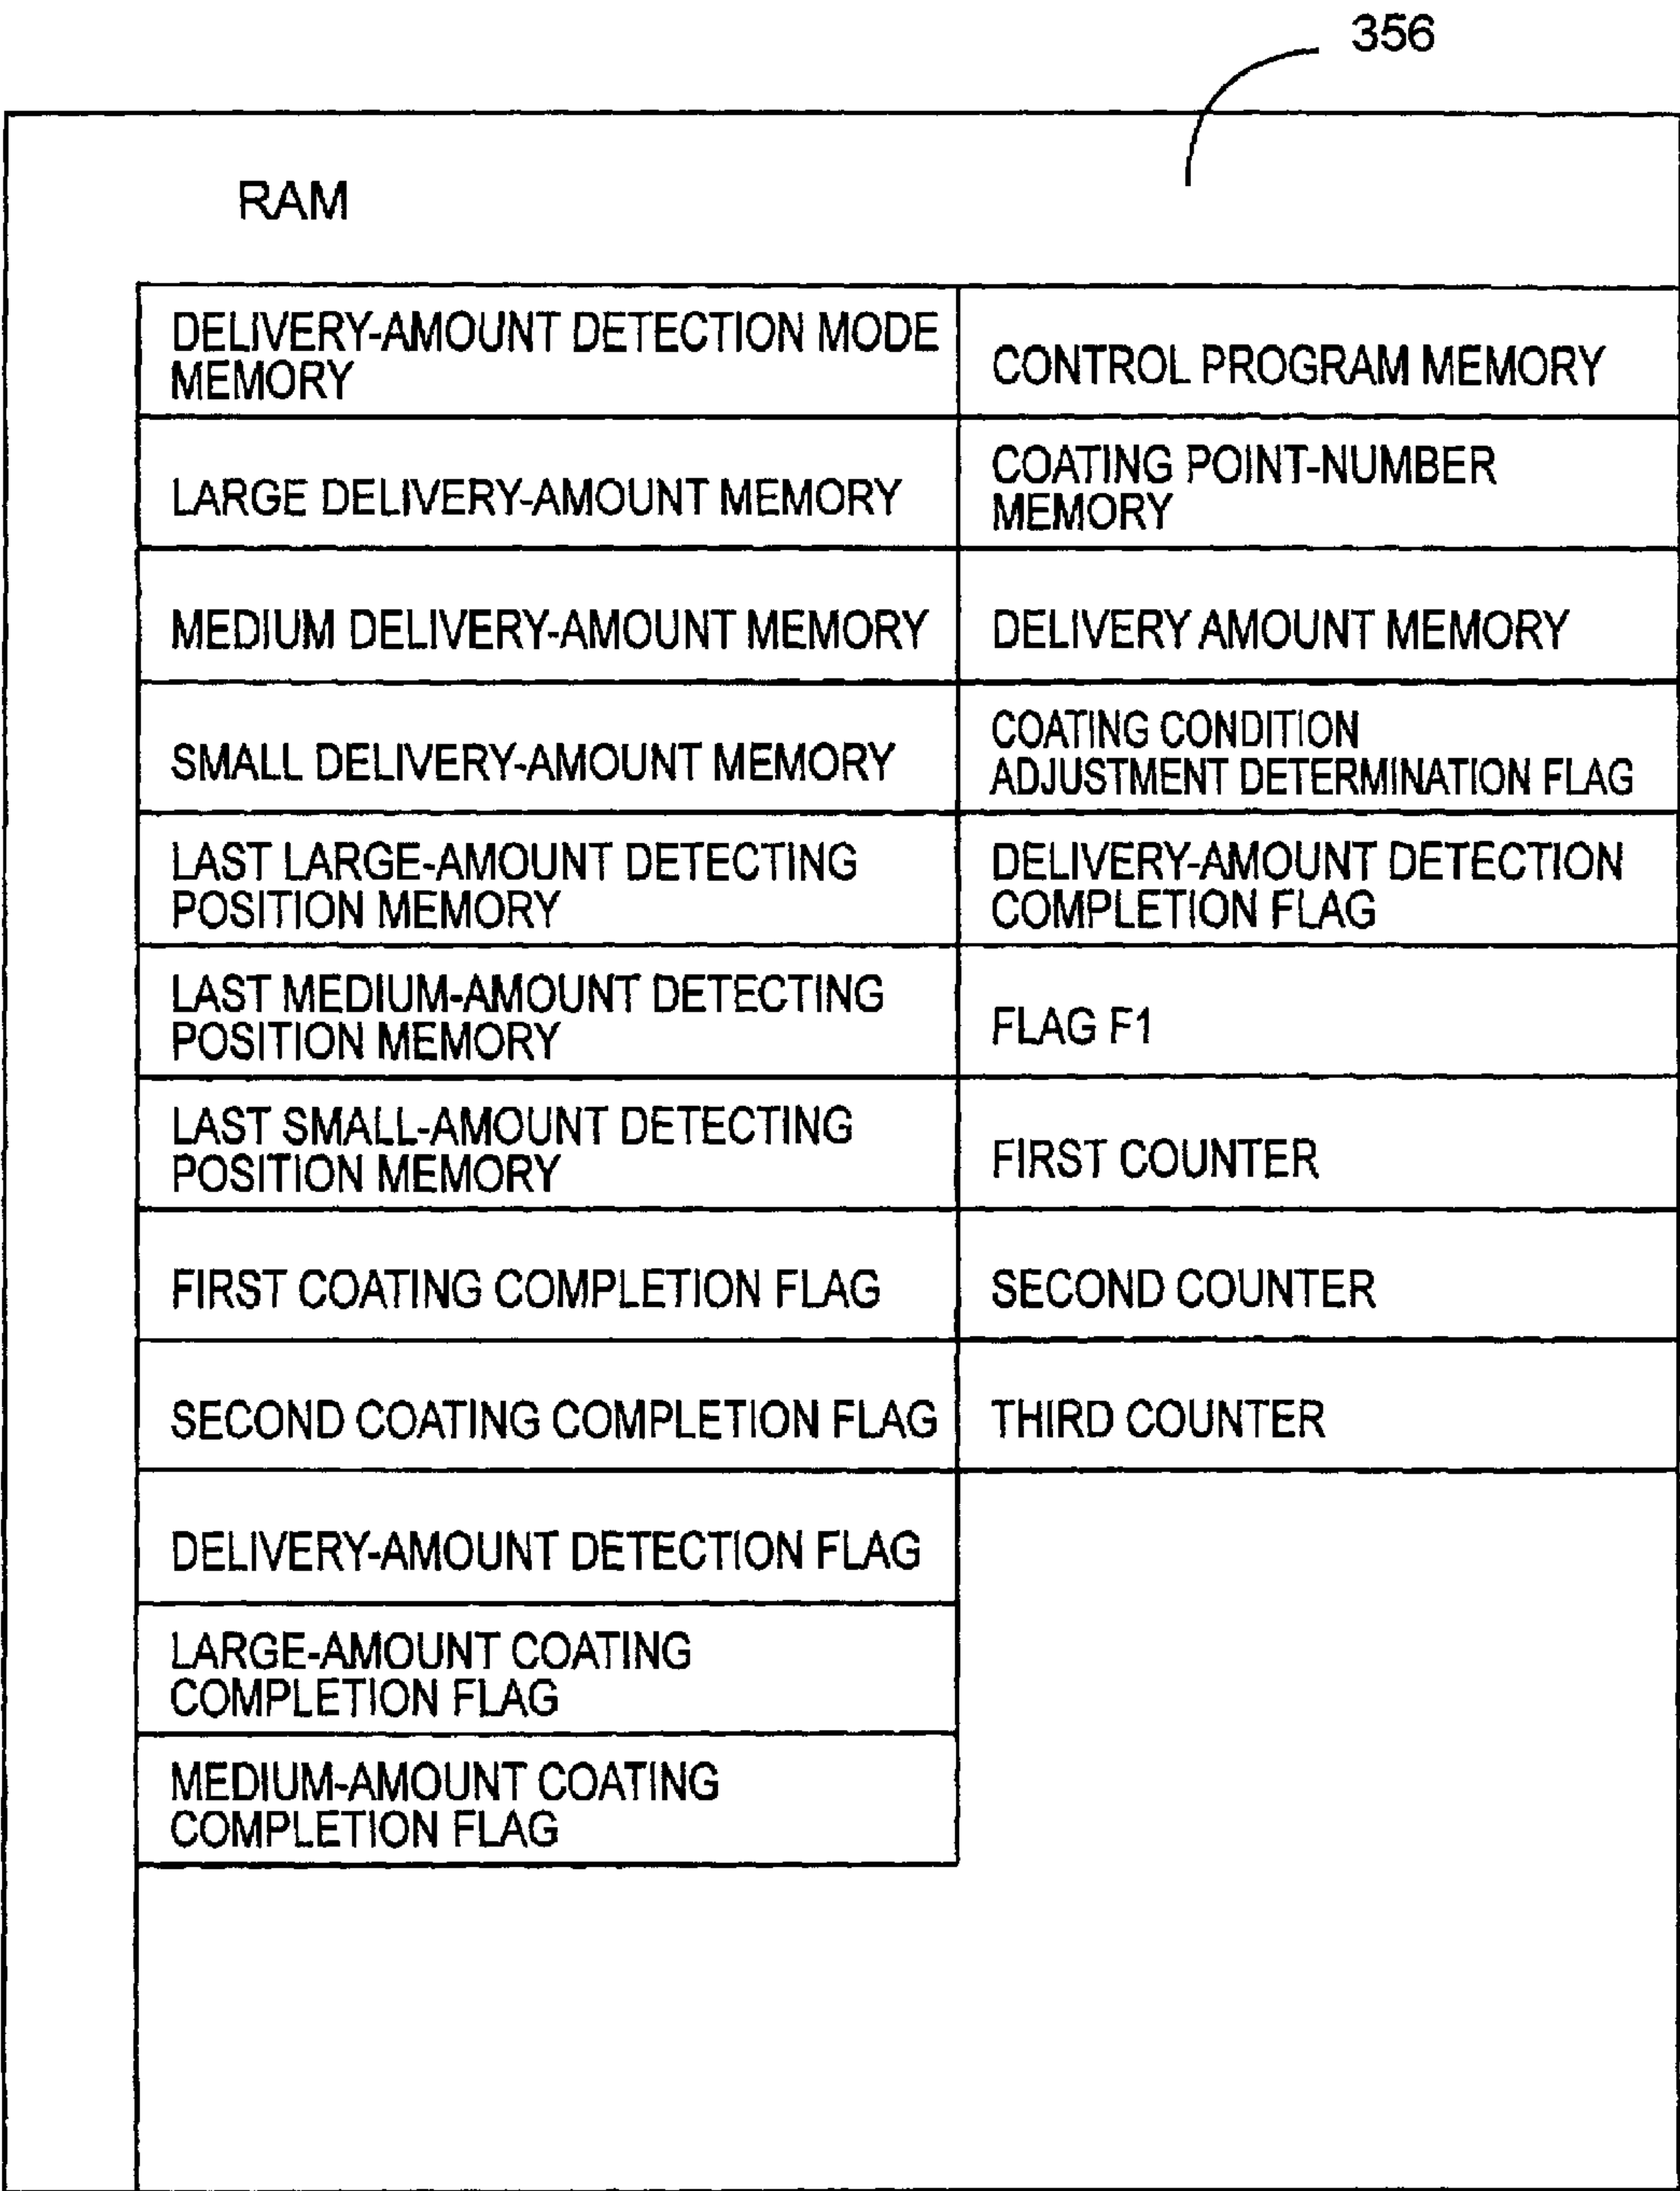 356
RAM
DELIVERY-AMOUNT DETECTION MODE
MEMORY
CONTROL PROGRAM MEMORY
LARGE DELIVERY-AMOUNT MEMORY
COATING POINT-NUMBER
MEMORY
MEDIUM DELIVERY-AMOUNT MEMORY
DELIVERY AMOUNT MEMORY
SMALL DELIVERY-AMOUNT MEMORY
COATING CONDITION
ADJUSTMENT DETERMINATION FLAG
LAST LARGE-AMOUNT DETECTING
POSITION MEMORY
DELIVERY-AMOUNT DETECTION
COMPLETION FLAG
LAST MEDIUM-AMOUNT DETECTING
POSITION MEMORY
FLAG F1
LAST SMALL-AMOUNT DETECTING
POSITION MEMORY
FIRST COUNTER
FIRST COATING COMPLETION FLAG
SECOND COUNTER
SECOND COATING COMPLETION FLAG
THIRD COUNTER
DELIVERY-AMOUNT DETECTION FLAG
LARGE-AMOUNT COATING
COMPLETION FLAG
MEDIUM-AMOUNT COATING
COMPLETION FLAG